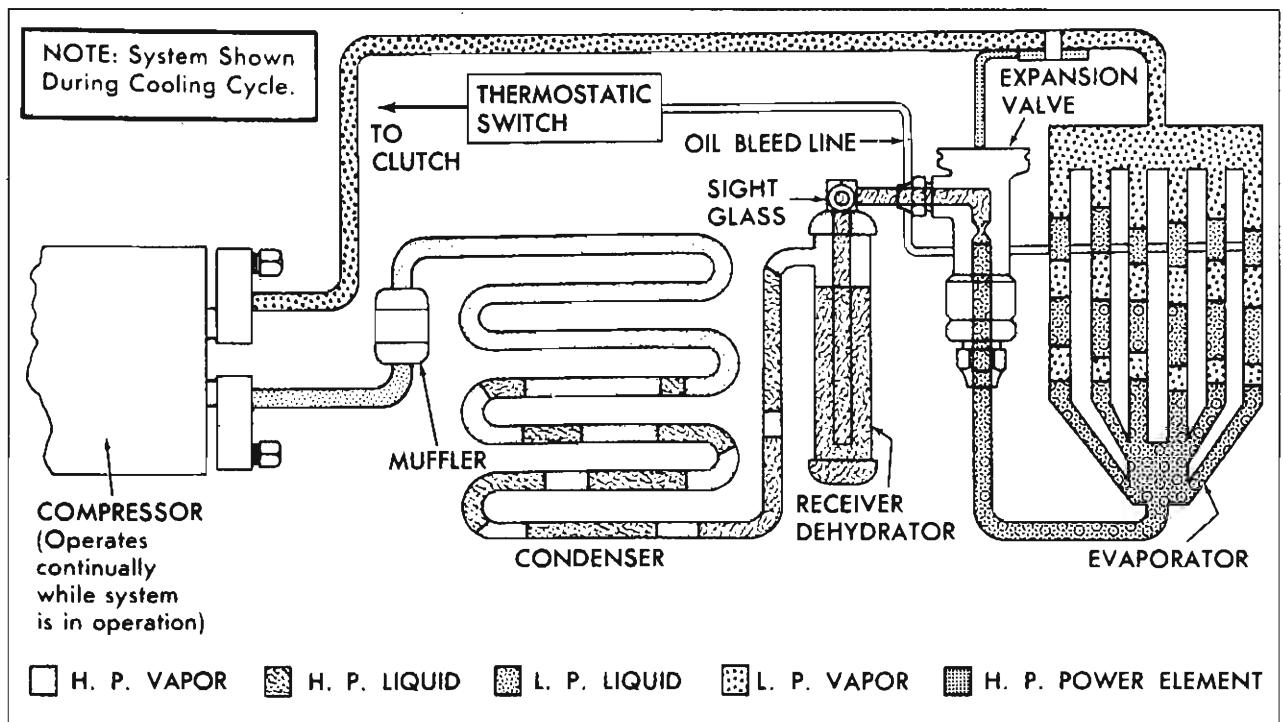 NOTE: System Shown
During Cooling Cycle.
THERMOSTATIC
SWITCH
TO
CLUTCH
EXPANSION
VALVE
OIL BLEED LINE
SIGHT
GLASS
MUFFLER
COMPRESSOR
(Operates
continually
while system
is in operation)
CONDENSER
RECEIVER
DEHYDRATOR
EVAPORATOR
H. P. VAPOR
H. P. LIQUID
L. P. LIQUID
L. P. VAPOR
H. P. POWER ELEMENT